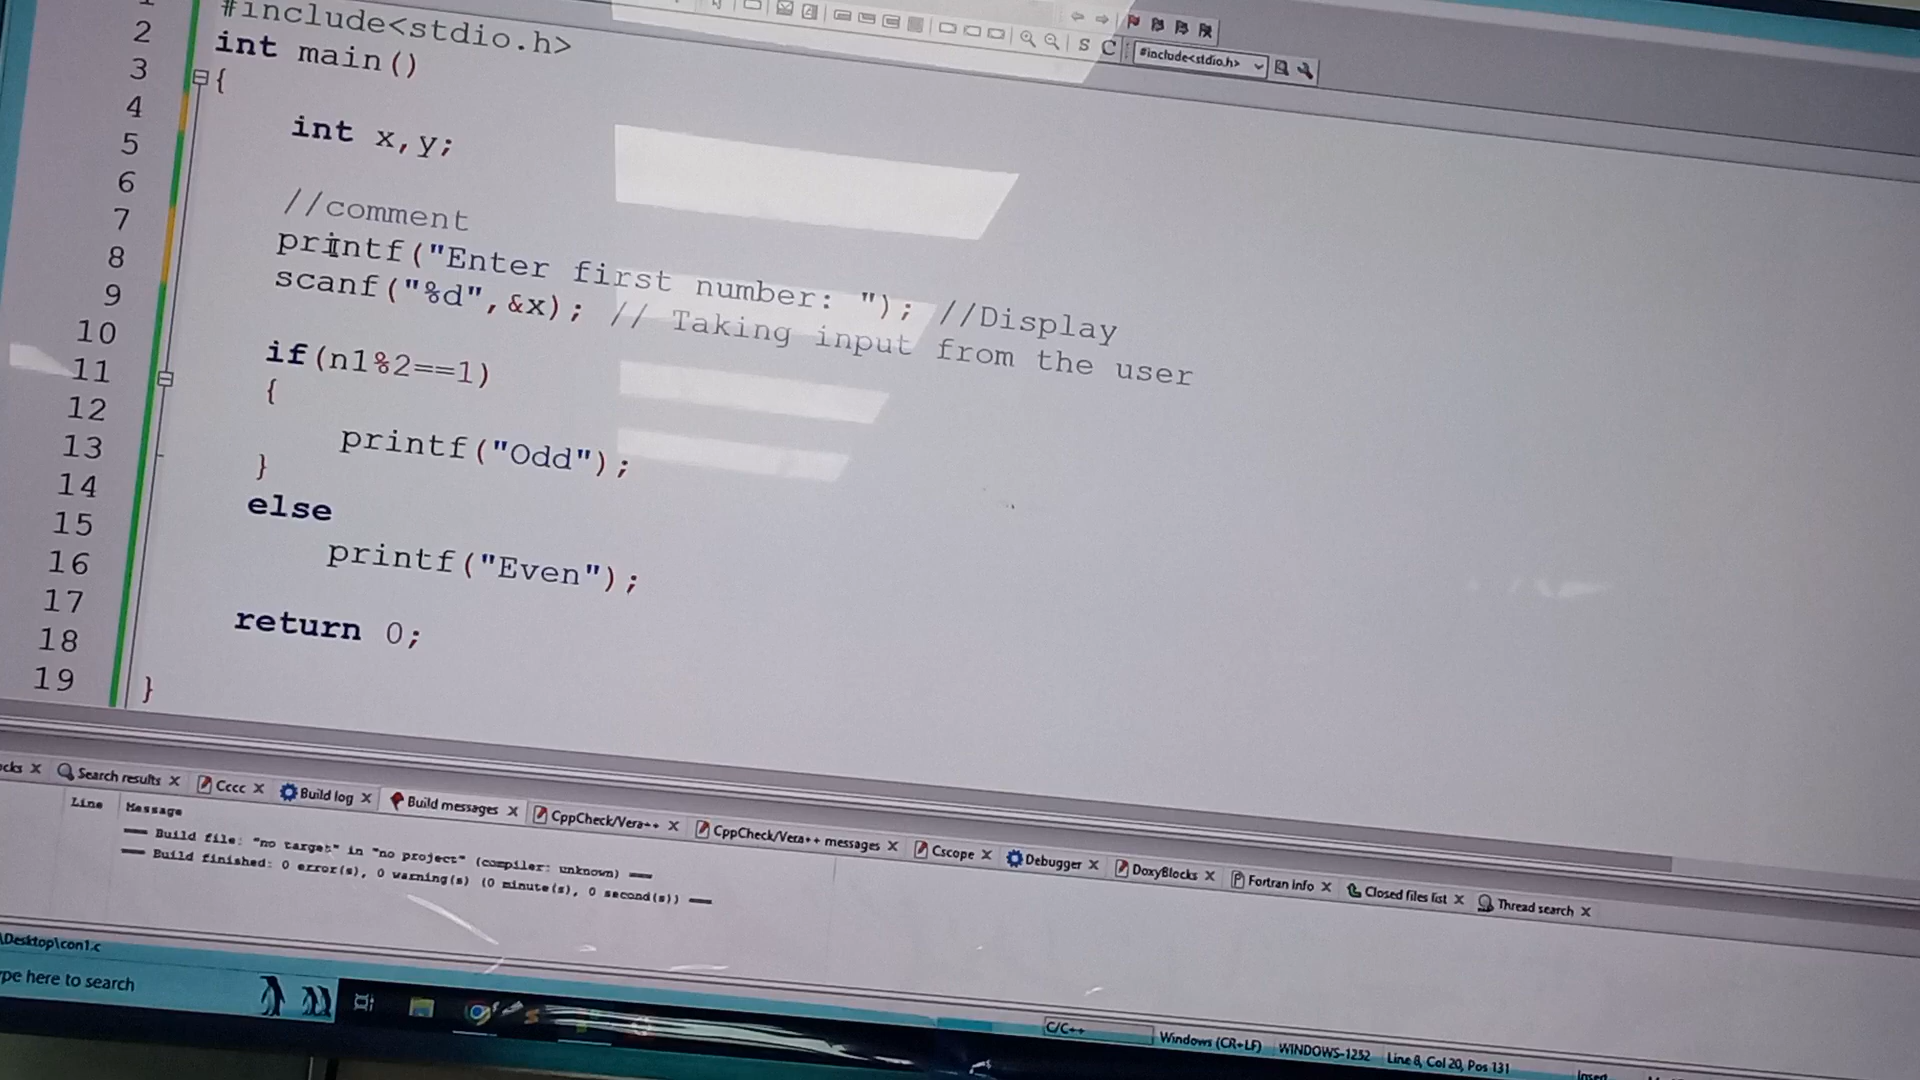 #include<stdio.h>
S C #include<stdio.h>
2 int main()
3 {
4
5 int x,y;
6
7 //comment
8 printf("Enter first number: "); //Display
9 scanf("%d",&x); // Taking input from the user
10
11 if(n1%2==1)
12 {
13 printf("Odd");
14 }
15 else
16 printf("Even");
17
18 return 0;
19 }
cks X Search results X Cccc X Build log X Build messages X CppCheck/Vera++ X CppCheck/Vera++ messages X Cscope X Debugger X DoxyBlocks X Fortran info X Closed files list X Thread search X
Line Message
=== Build file: "no target" in "no project" (compiler: unknown) ===
=== Build finished: 0 error(s), 0 warning(s) (0 minute(s), 0 second(s)) ===
\Desktop\con1.c
C/C++ Windows (CR+LF) WINDOWS-1252 Line 8, Col 20, Pos 131 Insert
pe here to search